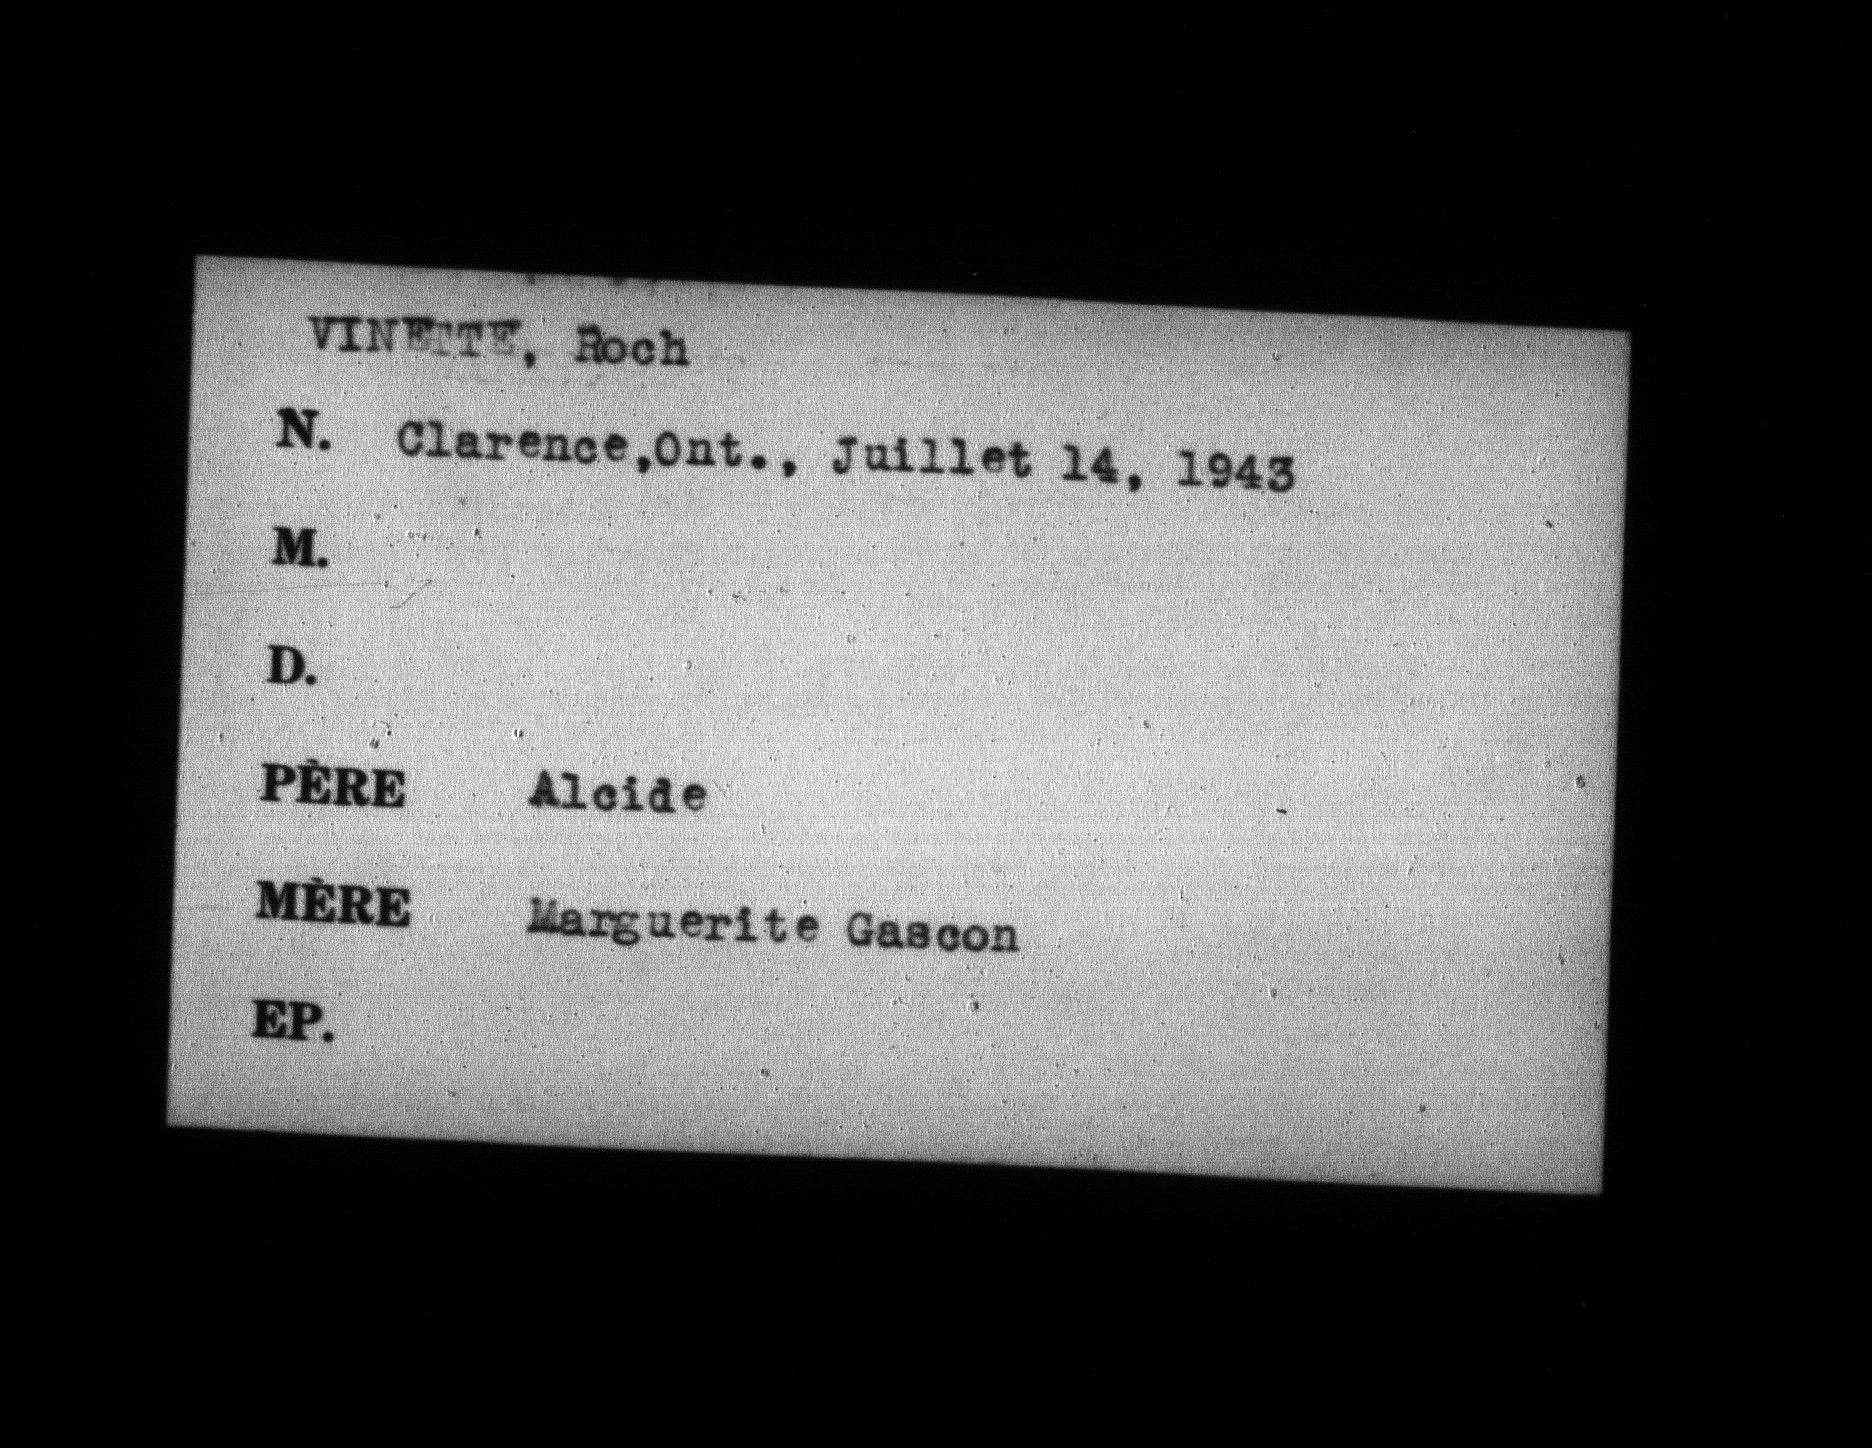 VINETTE, Roch
N. Clarence,Ont., Juillet 14, 1943
M.
D.
PÈRE Alcide
MÈRE Marguerite Gascon
EP.